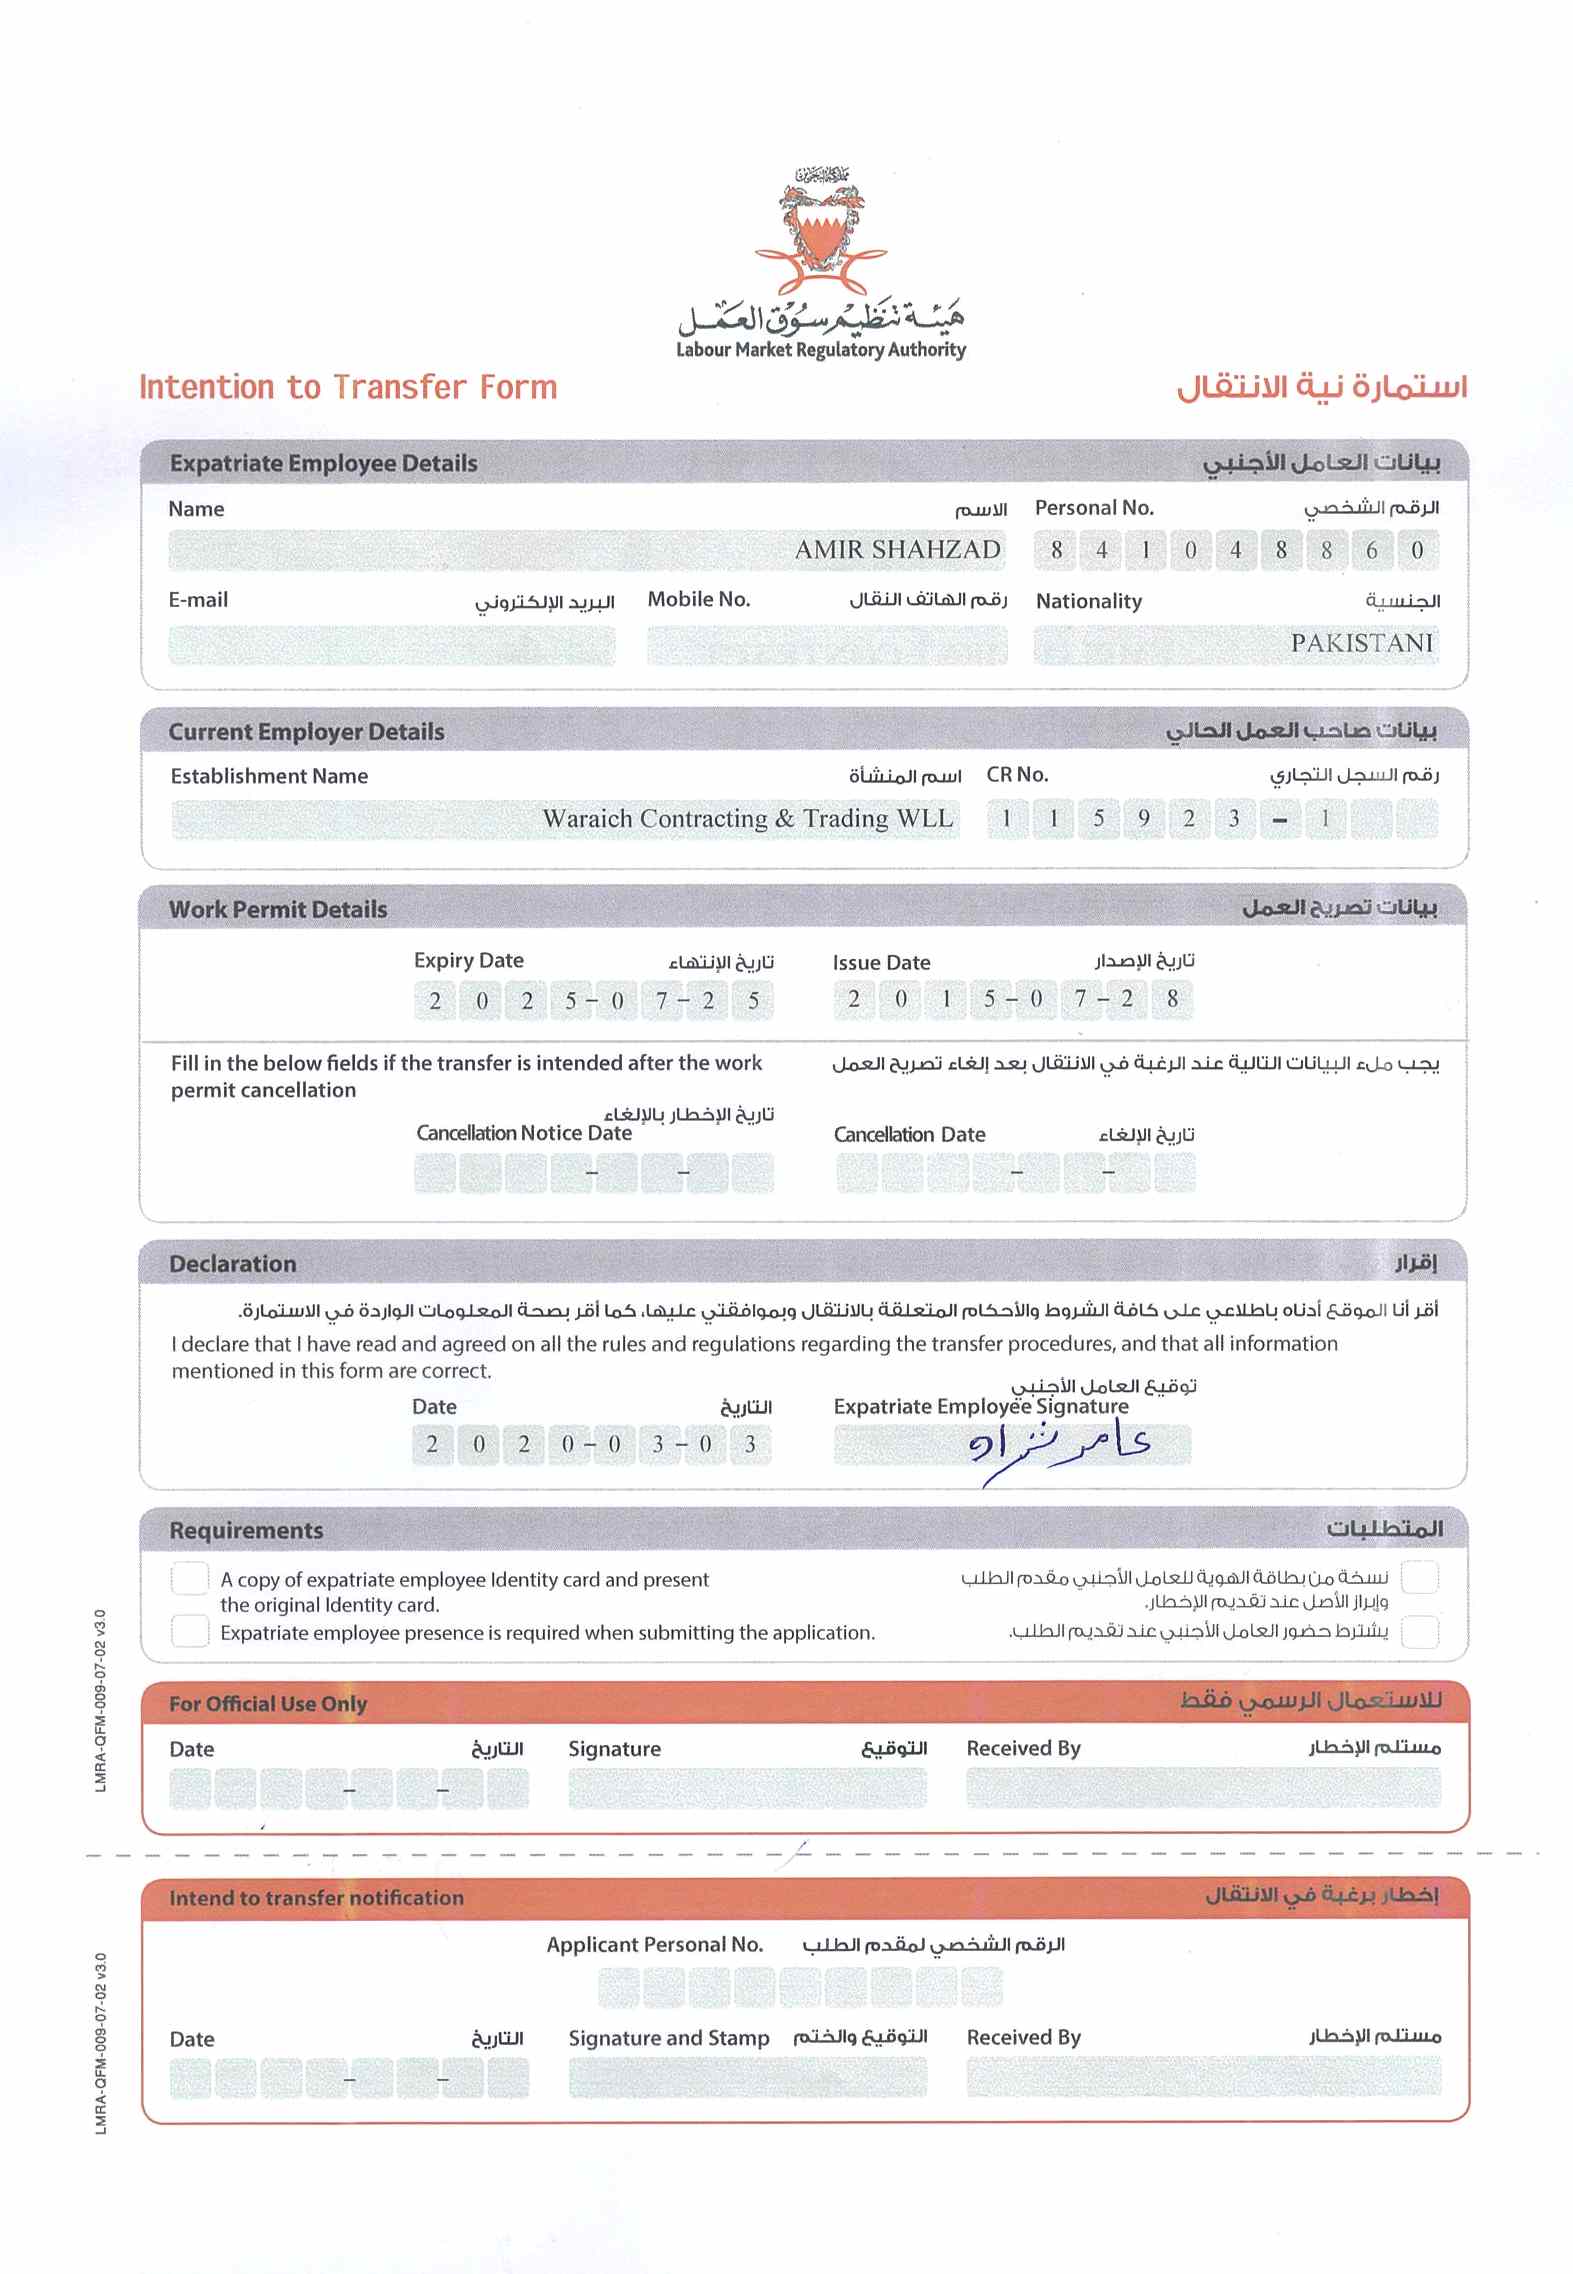 مملكة البحرين
هيئة تنظيم سوق العمل
Labour Market Regulatory Authority
Intention to Transfer Form استمارة نية الانتقال
Expatriate Employee Details بيانات العامل الأجنبي
Name الاسم Personal No. الرقم الشخصي
AMIR SHAHZAD 8 4 1 0 4 8 8 6 0
E-mail البريد الإلكتروني Mobile No. رقم الهاتف النقال Nationality الجنسية
PAKISTANI
Current Employer Details بيانات صاحب العمل الحالي
Establishment Name اسم المنشأة CR No. رقم السجل التجاري
Waraich Contracting & Trading WLL 1 1 5 9 2 3 – 1
Work Permit Details بيانات تصريح العمل
Expiry Date تاريخ الإنتهاء Issue Date تاريخ الإصدار
2 0 2 5 – 0 7 – 2 5 2 0 1 5 – 0 7 – 2 8
Fill in the below fields if the transfer is intended after the work يجب ملء البيانات التالية عند الرغبة في الانتقال بعد إلغاء تصريح العمل
permit cancellation
تاريخ الإخطار بالإلغاء
Cancellation Notice Date Cancellation Date تاريخ الإلغاء
– – – –
Declaration إقرار
أقر أنا الموقع أدناه باطلاعي على كافة الشروط والأحكام المتعلقة بالانتقال وبموافقتي عليها، كما أقر بصحة المعلومات الواردة في الاستمارة.
I declare that I have read and agreed on all the rules and regulations regarding the transfer procedures, and that all information
mentioned in this form are correct.
توقيع العامل الأجنبي
Date التاريخ Expatriate Employee Signature
2 0 2 0 – 0 3 – 0 3 عامر
Requirements المتطلبات
A copy of expatriate employee Identity card and present نسخة من بطاقة الهوية للعامل الأجنبي مقدم الطلب
the original Identity card. وإبراز الأصل عند تقديم الإخطار.
Expatriate employee presence is required when submitting the application. يشترط حضور العامل الأجنبي عند تقديم الطلب.
LMRA-QFM-009-07-02 v3.0
For Official Use Only للاستعمال الرسمي فقط
Date التاريخ Signature التوقيع Received By مستلم الإخطار
– –
Intend to transfer notification إخطار برغبة في الانتقال
Applicant Personal No. الرقم الشخصي لمقدم الطلب
Date التاريخ Signature and Stamp التوقيع والختم Received By مستلم الإخطار
– –
LMRA-QFM-009-07-02 v3.0